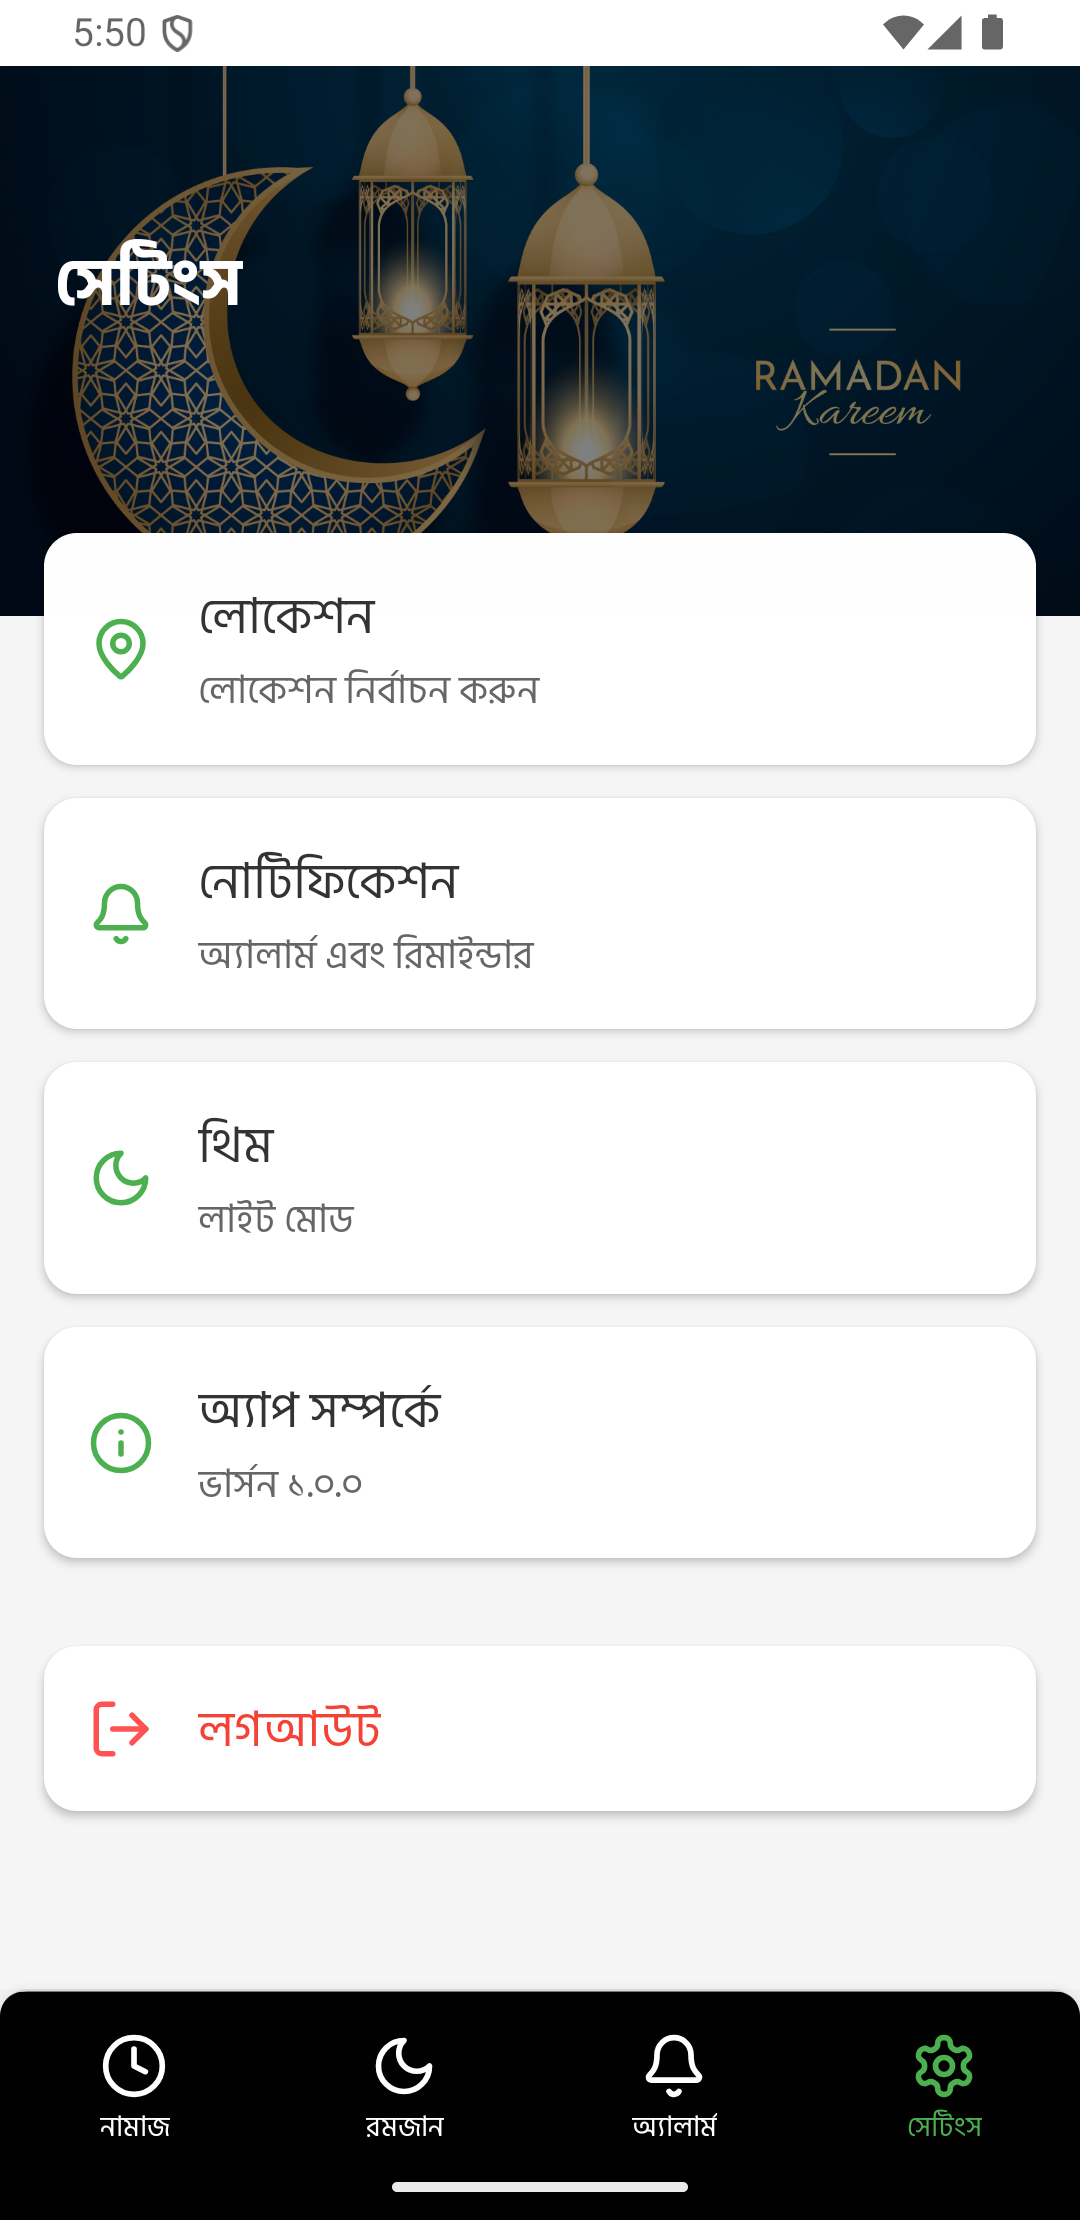 5:50
সেটিংস
RAMADAN
Kareem
লোকেশন
লোকেশন নির্বাচন করুন
নোটিফিকেশন
অ্যালার্ম এবং রিমাইন্ডার
থিম
লাইট মোড
অ্যাপ সম্পর্কে
ভার্সন ১.০.০
লগআউট
নামাজ
রমজান
অ্যালার্ম
সেটিংস